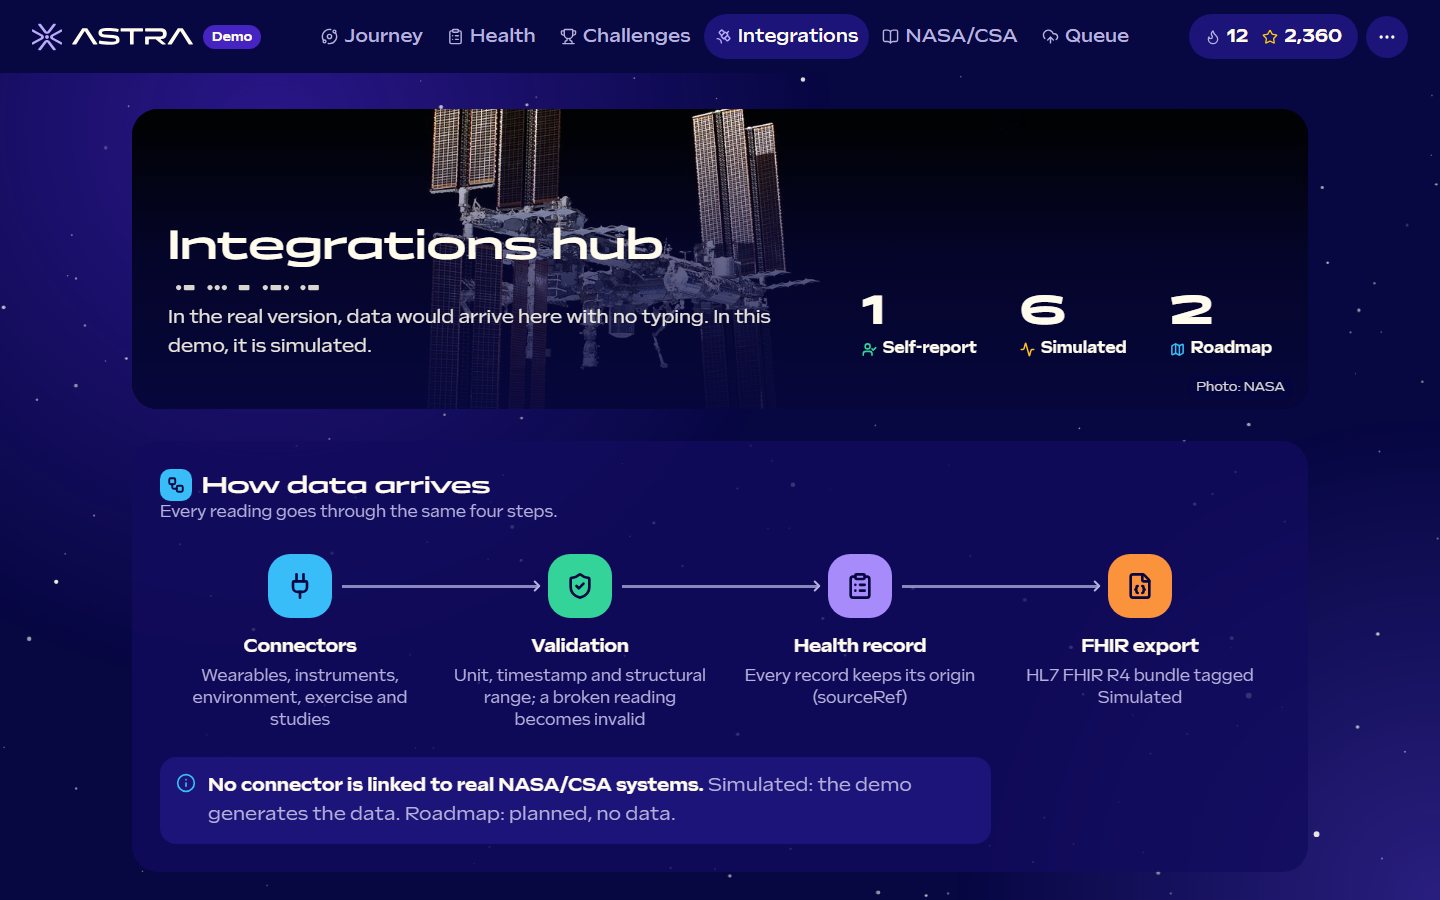 ASTRA Demo Journey Health Challenges Integrations NASA/CSA Queue 12 2,360
Integrations hub
In the real version, data would arrive here with no typing. In this
demo, it is simulated.
1 6 2
Self-report Simulated Roadmap
Photo: NASA
How data arrives
Every reading goes through the same four steps.
Connectors
Wearables, instruments,
environment, exercise and
studies
Validation
Unit, timestamp and structural
range; a broken reading
becomes invalid
Health record
Every record keeps its origin
(sourceRef)
FHIR export
HL7 FHIR R4 bundle tagged
Simulated
No connector is linked to real NASA/CSA systems. Simulated: the demo
generates the data. Roadmap: planned, no data.